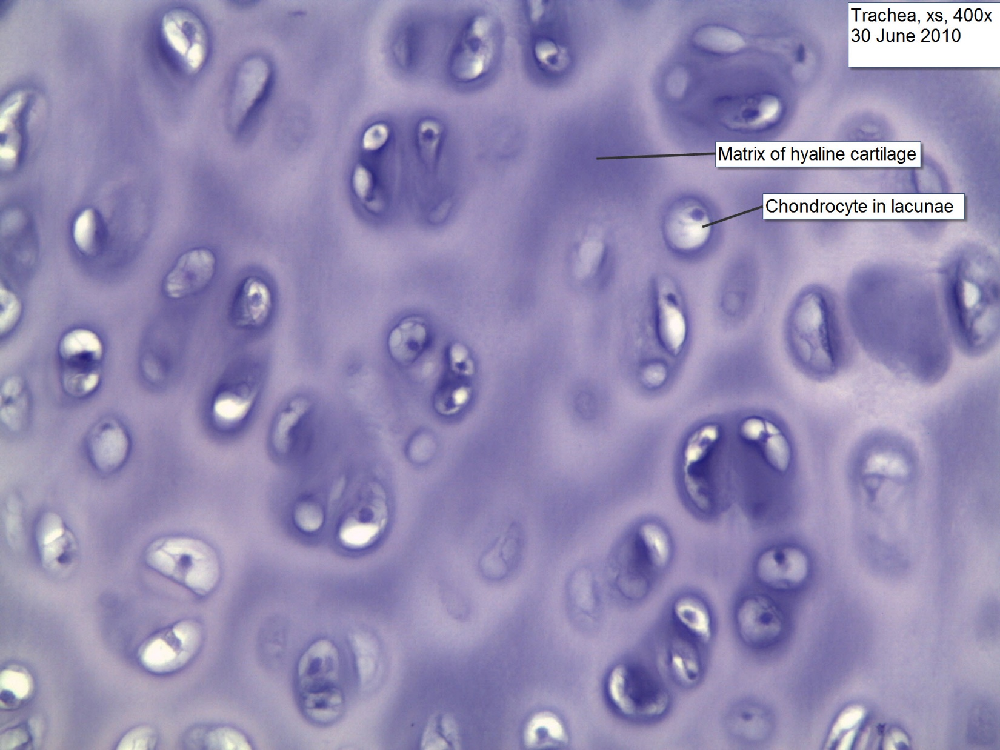 Trachea, xs, 400x
30 June 2010
Matrix of hyaline cartilage
Chondrocyte in lacunae